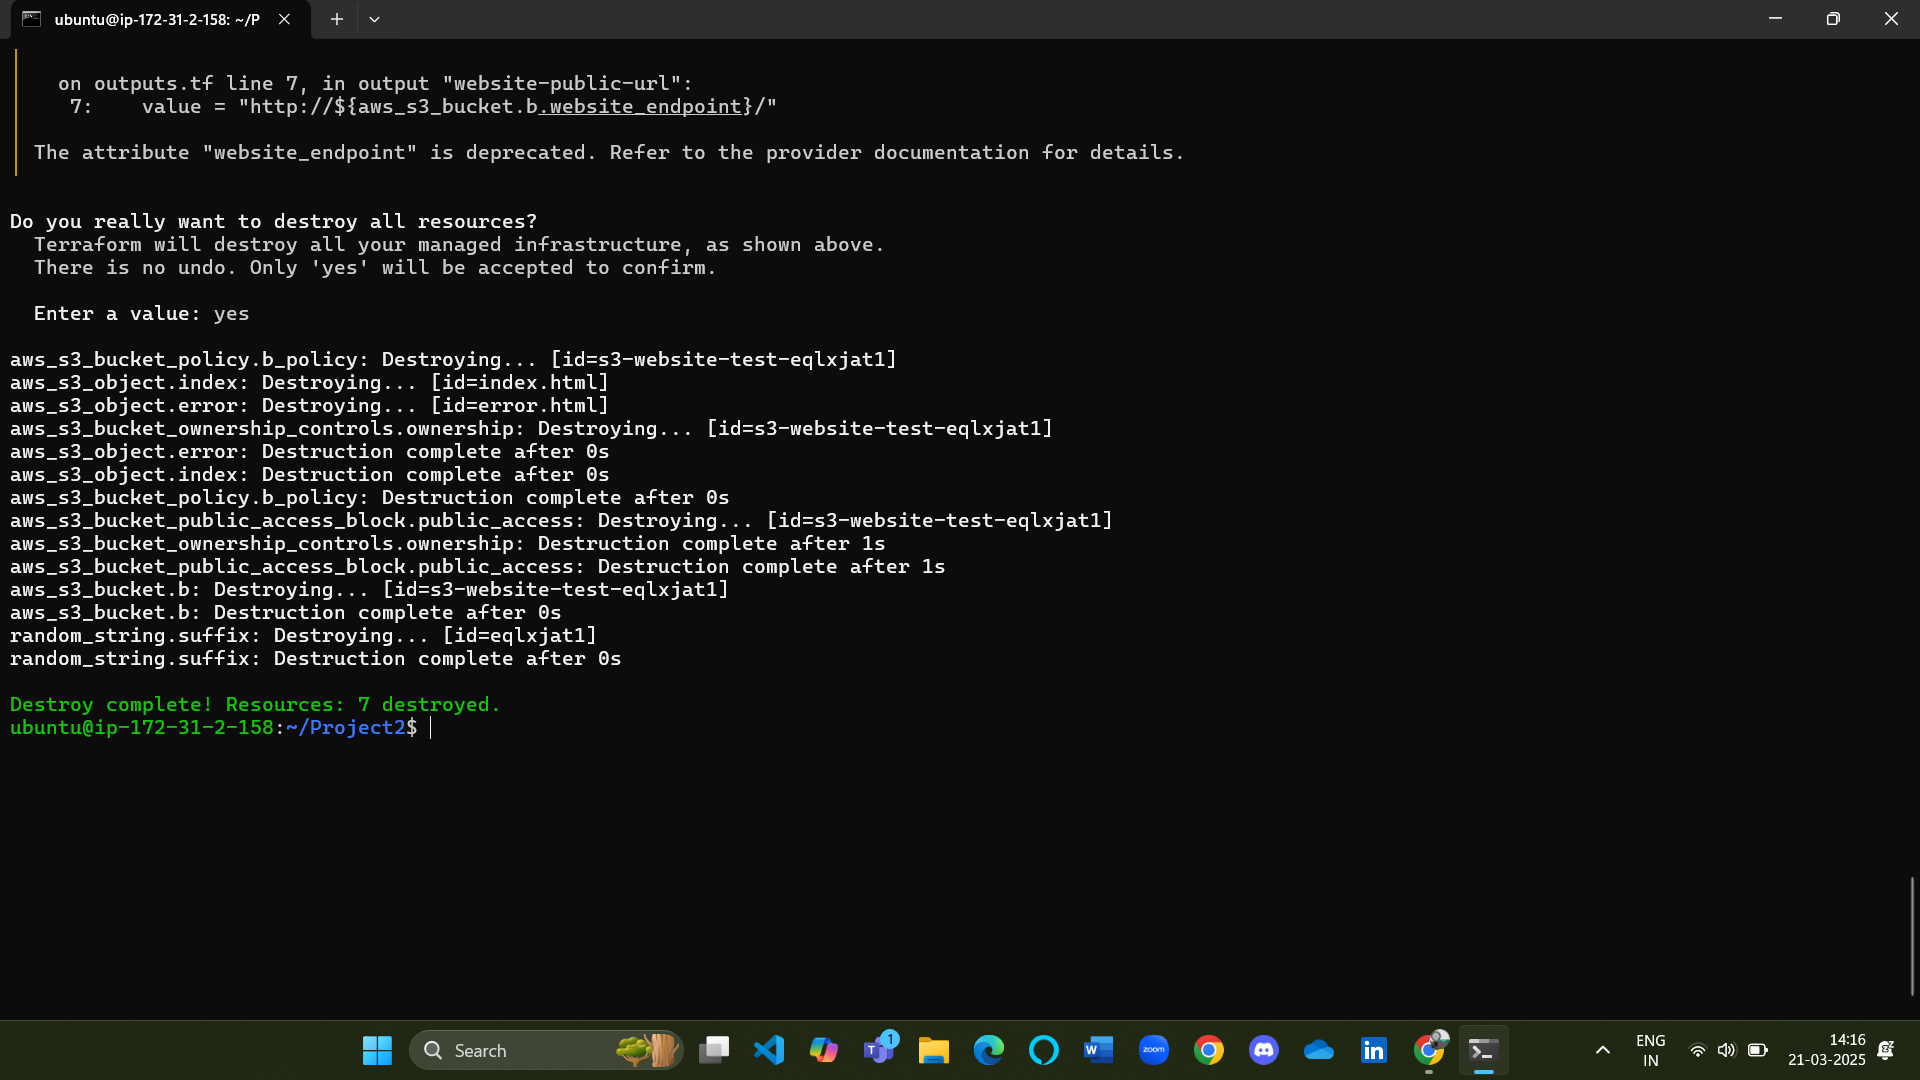 ubuntu@ip-172-31-2-158: ~/P
on outputs.tf line 7, in output "website-public-url":
7:    value = "http://${aws_s3_bucket.b.website_endpoint}/"
The attribute "website_endpoint" is deprecated. Refer to the provider documentation for details.
Do you really want to destroy all resources?
Terraform will destroy all your managed infrastructure, as shown above.
There is no undo. Only 'yes' will be accepted to confirm.
Enter a value: yes
aws_s3_bucket_policy.b_policy: Destroying... [id=s3-website-test-eqlxjat1]
aws_s3_object.index: Destroying... [id=index.html]
aws_s3_object.error: Destroying... [id=error.html]
aws_s3_bucket_ownership_controls.ownership: Destroying... [id=s3-website-test-eqlxjat1]
aws_s3_object.error: Destruction complete after 0s
aws_s3_object.index: Destruction complete after 0s
aws_s3_bucket_policy.b_policy: Destruction complete after 0s
aws_s3_bucket_public_access_block.public_access: Destroying... [id=s3-website-test-eqlxjat1]
aws_s3_bucket_ownership_controls.ownership: Destruction complete after 1s
aws_s3_bucket_public_access_block.public_access: Destruction complete after 1s
aws_s3_bucket.b: Destroying... [id=s3-website-test-eqlxjat1]
aws_s3_bucket.b: Destruction complete after 0s
random_string.suffix: Destroying... [id=eqlxjat1]
random_string.suffix: Destruction complete after 0s
Destroy complete! Resources: 7 destroyed.
ubuntu@ip-172-31-2-158:~/Project2$
Search
1
zoom
ENG
IN
14:16
21-03-2025